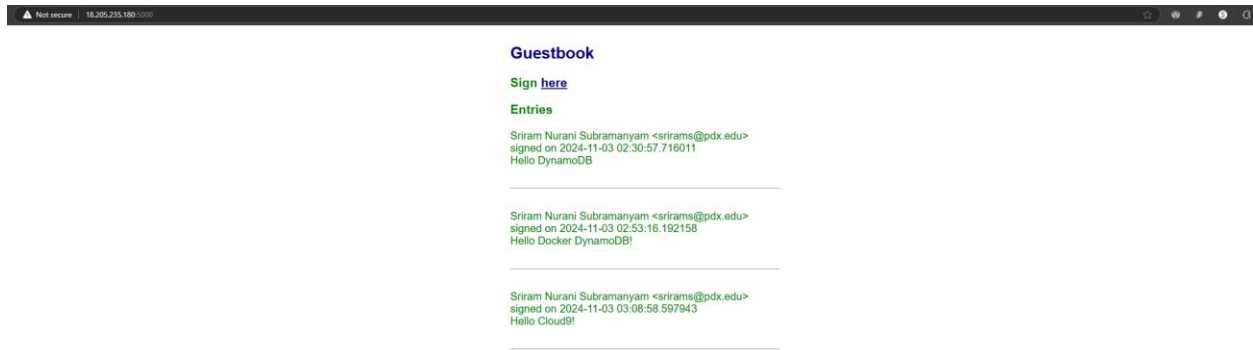 Not secure 18.205.235.180:5000
Guestbook
Sign here
Entries
Sriram Nurani Subramanyam <srirams@pdx.edu>
signed on 2024-11-03 02:30:57.716011
Hello DynamoDB
Sriram Nurani Subramanyam <srirams@pdx.edu>
signed on 2024-11-03 02:53:16.192158
Hello Docker DynamoDB!
Sriram Nurani Subramanyam <srirams@pdx.edu>
signed on 2024-11-03 03:08:58.597943
Hello Cloud9!